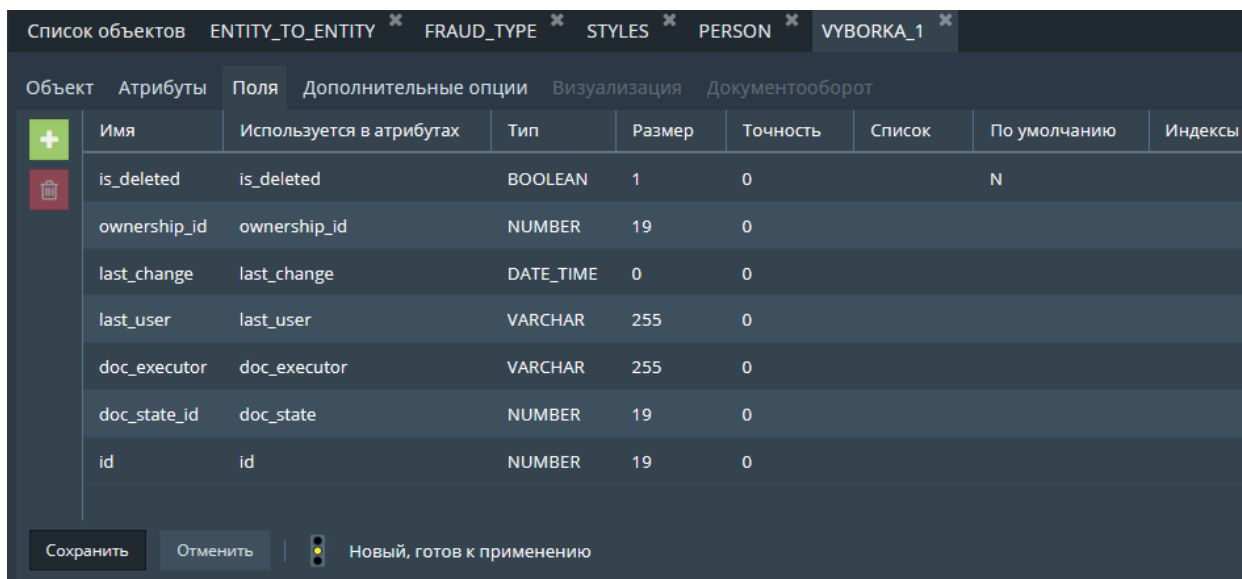 Список объектов ENTITY_TO_ENTITY FRAUD_TYPE STYLES PERSON VYBORKA_1
Объект Атрибуты Поля Дополнительные опции Визуализация Документооборот
Имя Используется в атрибутах Тип Размер Точность Список По умолчанию Индексы
is_deleted is_deleted BOOLEAN 1 0 N
ownership_id ownership_id NUMBER 19 0
last_change last_change DATE_TIME 0 0
last_user last_user VARCHAR 255 0
doc_executor doc_executor VARCHAR 255 0
doc_state_id doc_state NUMBER 19 0
id id NUMBER 19 0
Сохранить Отменить Новый, готов к применению